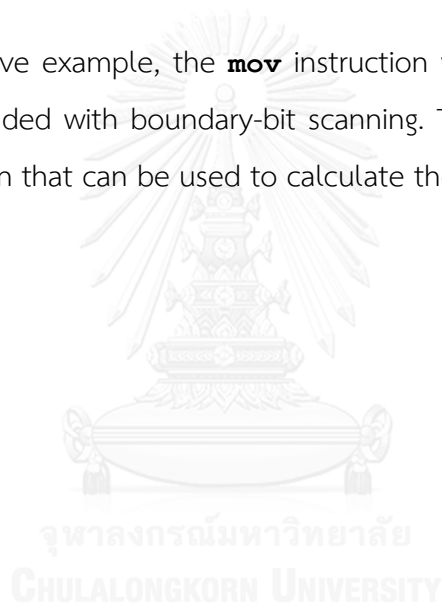 ve example, the mov instruction
ded with boundary-bit scanning.
n that can be used to calculate the
จุฬาลงกรณ์มหาวิทยาลัย
CHULALONGKORN UNIVERSITY